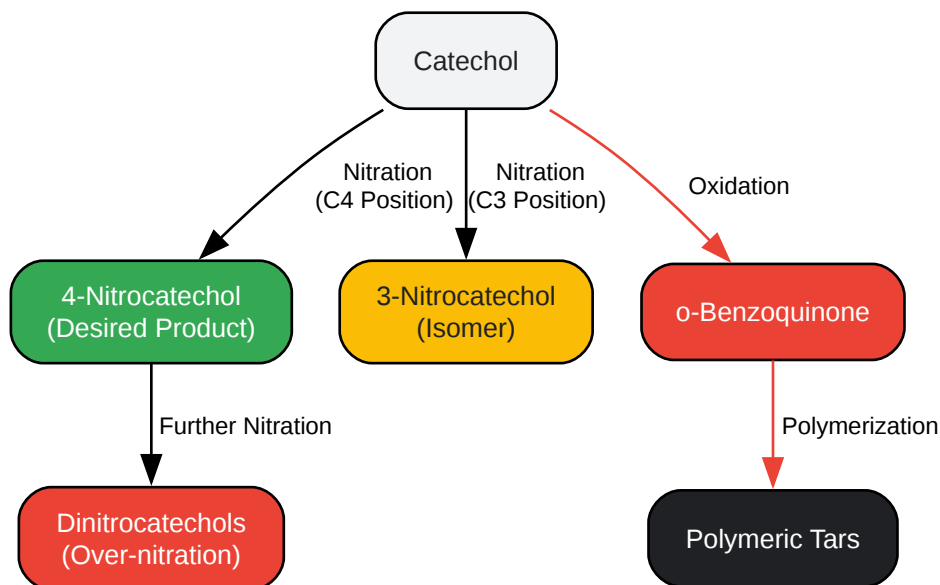 Catechol
Nitration
(C4 Position)
Nitration
(C3 Position)
Oxidation
4-Nitrocatechol
(Desired Product)
3-Nitrocatechol
(Isomer)
o-Benzoquinone
Further Nitration
Polymerization
Dinitrocatechols
(Over-nitration)
Polymeric Tars